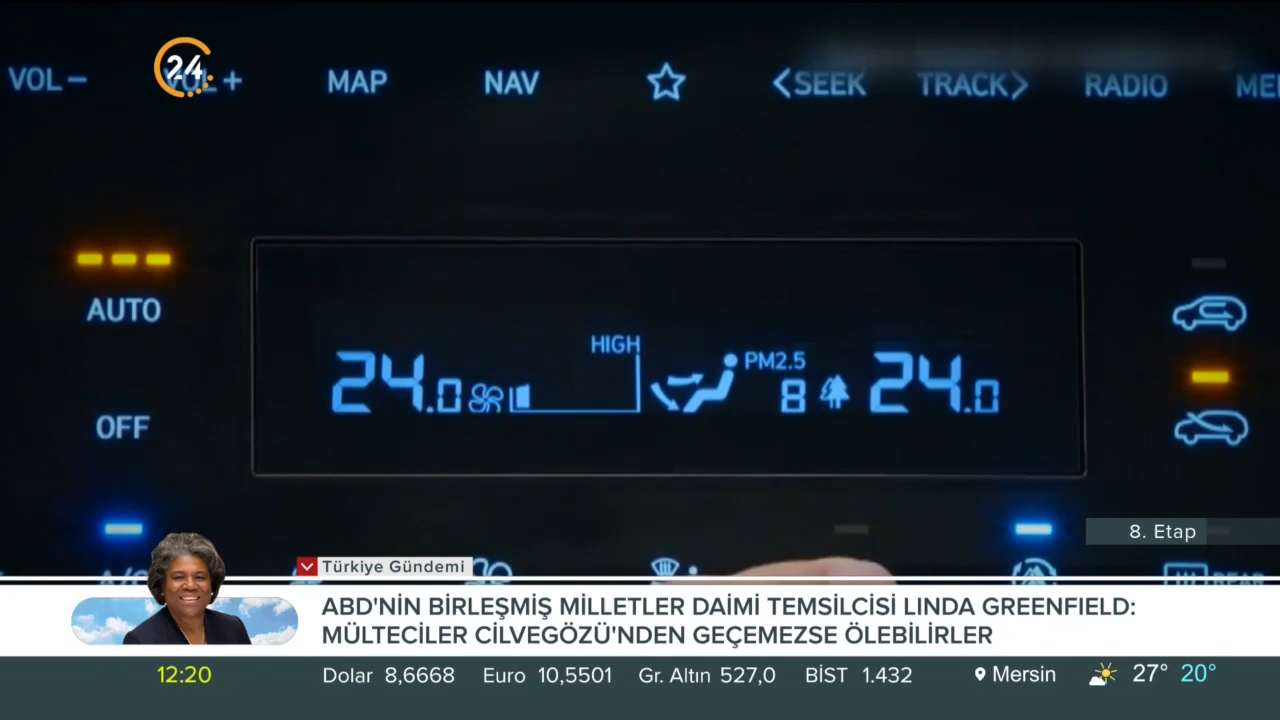 VOL− VOL+ MAP NAV <SEEK TRACK> RADIO
24
AUTO
HIGH
24.0 PM2.5 8 24.0
OFF
8. Etap
A/C
REAR
Türkiye Gündemi
ABD'NİN BİRLEŞMİŞ MİLLETLER DAİMİ TEMSİLCİSİ LINDA GREENFIELD:
MÜLTECİLER CİLVEGÖZÜ'NDEN GEÇEMEZSE ÖLEBİLİRLER
12:20 Dolar 8,6668 Euro 10,5501 Gr. Altın 527,0 BİST 1.432 Mersin 27° 20°